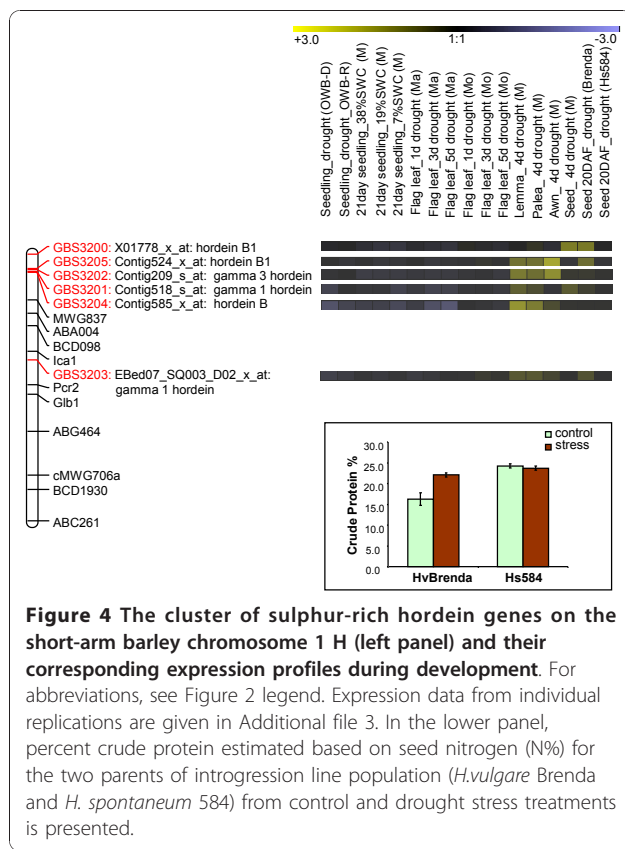 +3.0 1:1 -3.0
Seedling_drought (OWB-D)
Seedling_drought_OWB-R)
21day seedling_38%SWC (M)
21day seedling_19%SWC (M)
21day seedling_7%SWC (M)
Flag leaf_1d drought (Ma)
Flag leaf_3d drought (Ma)
Flag leaf_5d drought (Ma)
Flag leaf_1d drought (Mo)
Flag leaf_3d drought (Mo)
Flag leaf_5d drought (Mo)
Lemma_ 4d drought (M)
Palea_ 4d drought (M)
Awn_ 4d drought (M)
Seed_ 4d drought (M)
Seed 20DAF_drought (Brenda)
Seed 20DAF_drought (Hs584)
GBS3200: X01778_x_at: hordein B1
GBS3205: Contig524_x_at: hordein B1
GBS3202: Contig209_s_at: gamma 3 hordein
GBS3201: Contig518_s_at: gamma 1 hordein
GBS3204: Contig585_x_at: hordein B
MWG837
ABA004
BCD098
Ica1
GBS3203: EBed07_SQ003_D02_x_at:
gamma 1 hordein
Pcr2
Glb1
ABG464
cMWG706a
BCD1930
ABC261
control
stress
Crude Protein %
30.0
25.0
20.0
15.0
10.0
5.0
0.0
HvBrenda Hs584
Figure 4 The cluster of sulphur-rich hordein genes on the
short-arm barley chromosome 1 H (left panel) and their
corresponding expression profiles during development. For
abbreviations, see Figure 2 legend. Expression data from individual
replications are given in Additional file 3. In the lower panel,
percent crude protein estimated based on seed nitrogen (N%) for
the two parents of introgression line population (H.vulgare Brenda
and H. spontaneum 584) from control and drought stress treatments
is presented.